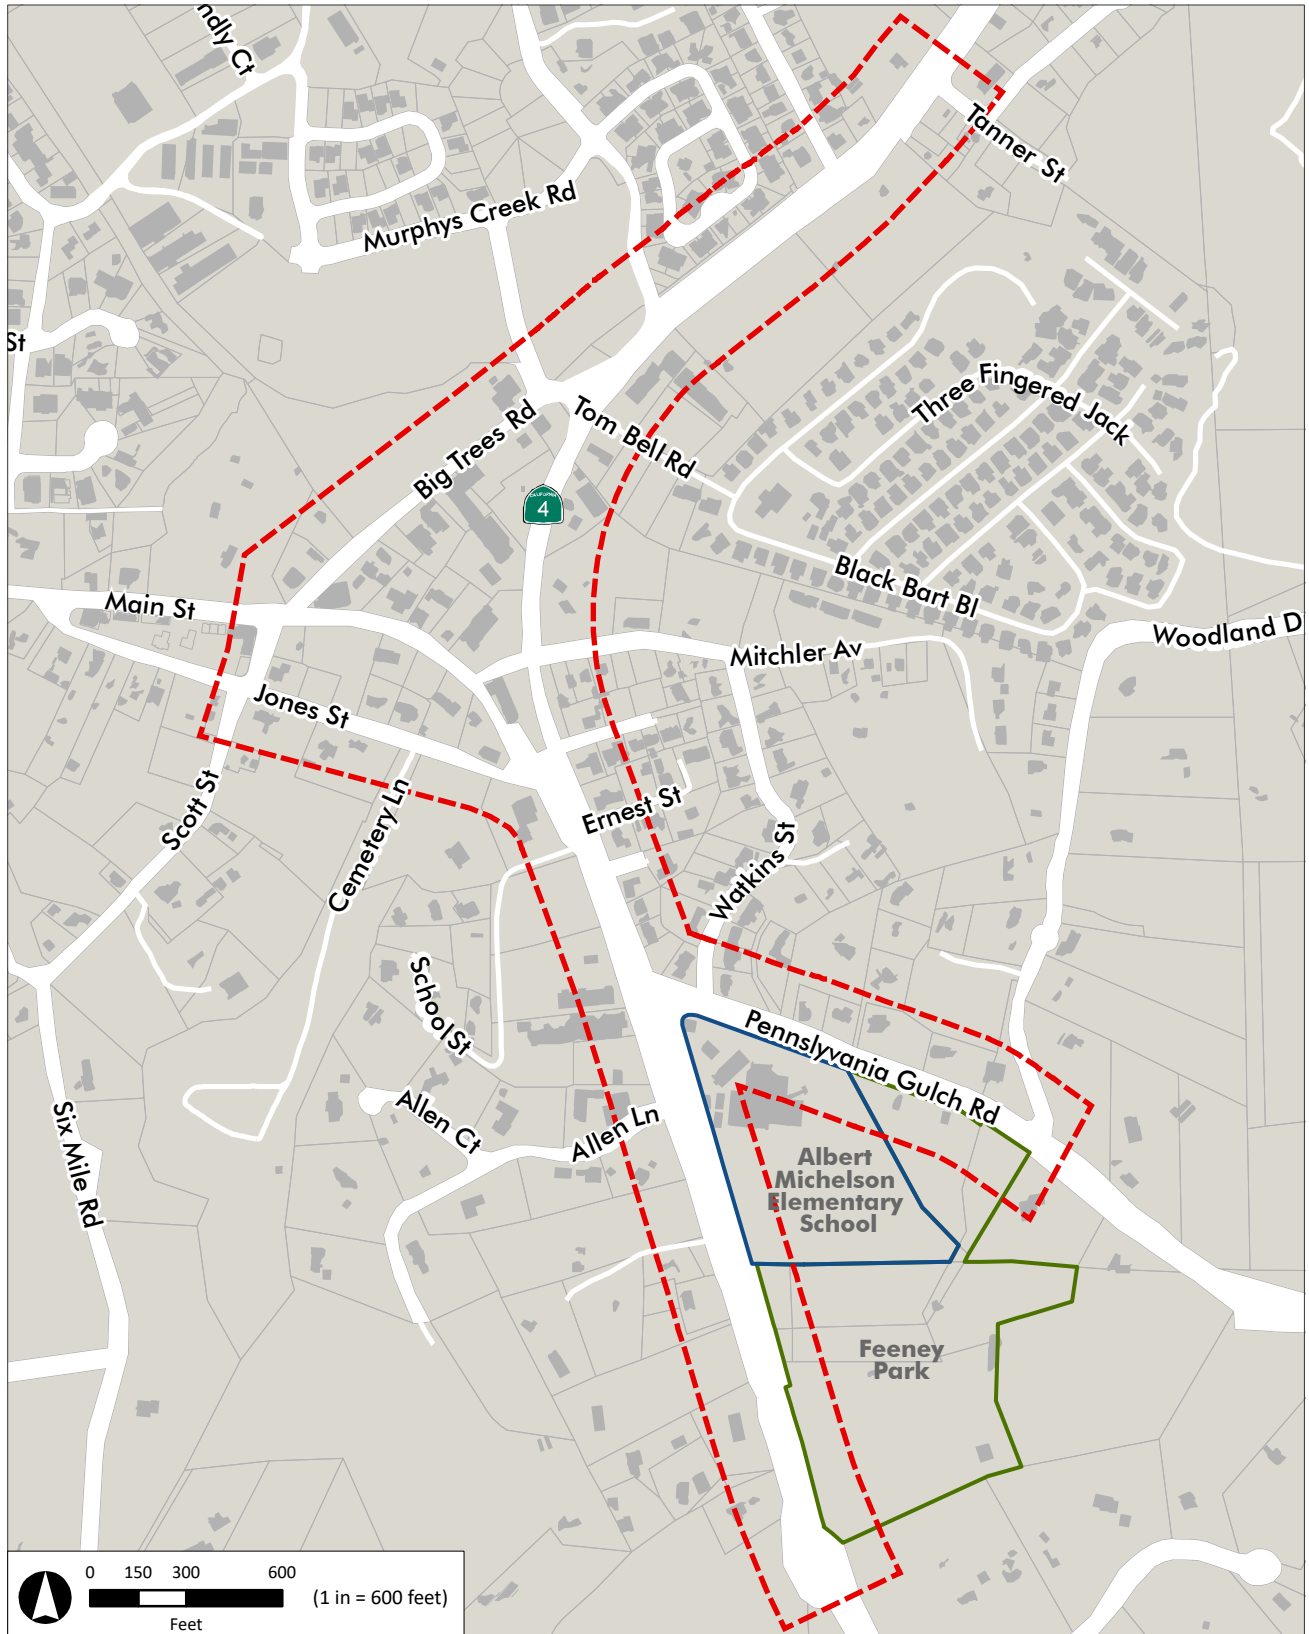 ndly Ct
Tanner St
Murphys Creek Rd
St
Three Fingered Jack
Big Trees Rd
Tom Bell Rd
CALIFORNIA
4
Black Bart Bl
Main St
Woodland D
Mitchler Av
Jones St
Scott St
Cemetery Ln
Ernest St
Watkins St
School St
Pennslyvania Gulch Rd
Allen Ct
Allen Ln
Six Mile Rd
Albert
Michelson
Elementary
School
Feeney
Park
0 150 300 600
(1 in = 600 feet)
Feet